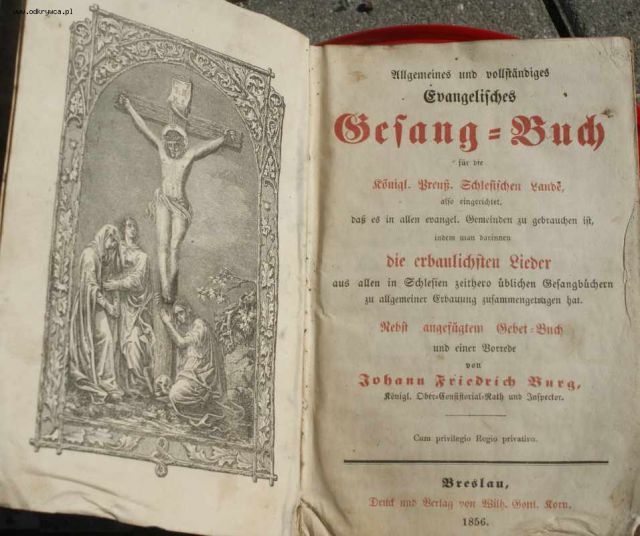 www.odkrywca.pl
Allgemeines und vollständiges
Evangelisches
Gesang-Buch
für die
Königl. Preuß. Schlesischen Lande,
also eingerichtet,
daß es in allen evangel. Gemeinden zu gebrauchen ist,
indem man darinnen
die erbaulichsten Lieder
aus allen in Schlesien zeithero üblichen Gesangbüchern
zu allgemeiner Erbauung zusammengetragen hat.
Nebst angefügtem Gebet-Buch
und einer Vorrede
von
Johann Friedrich Burg,
Königl. Ober-Consistorial-Rath und Inspector.
Cum privilegio Regio privativo.
Breslau,
Druck und Verlag von Wilh. Gottl. Korn.
1856.